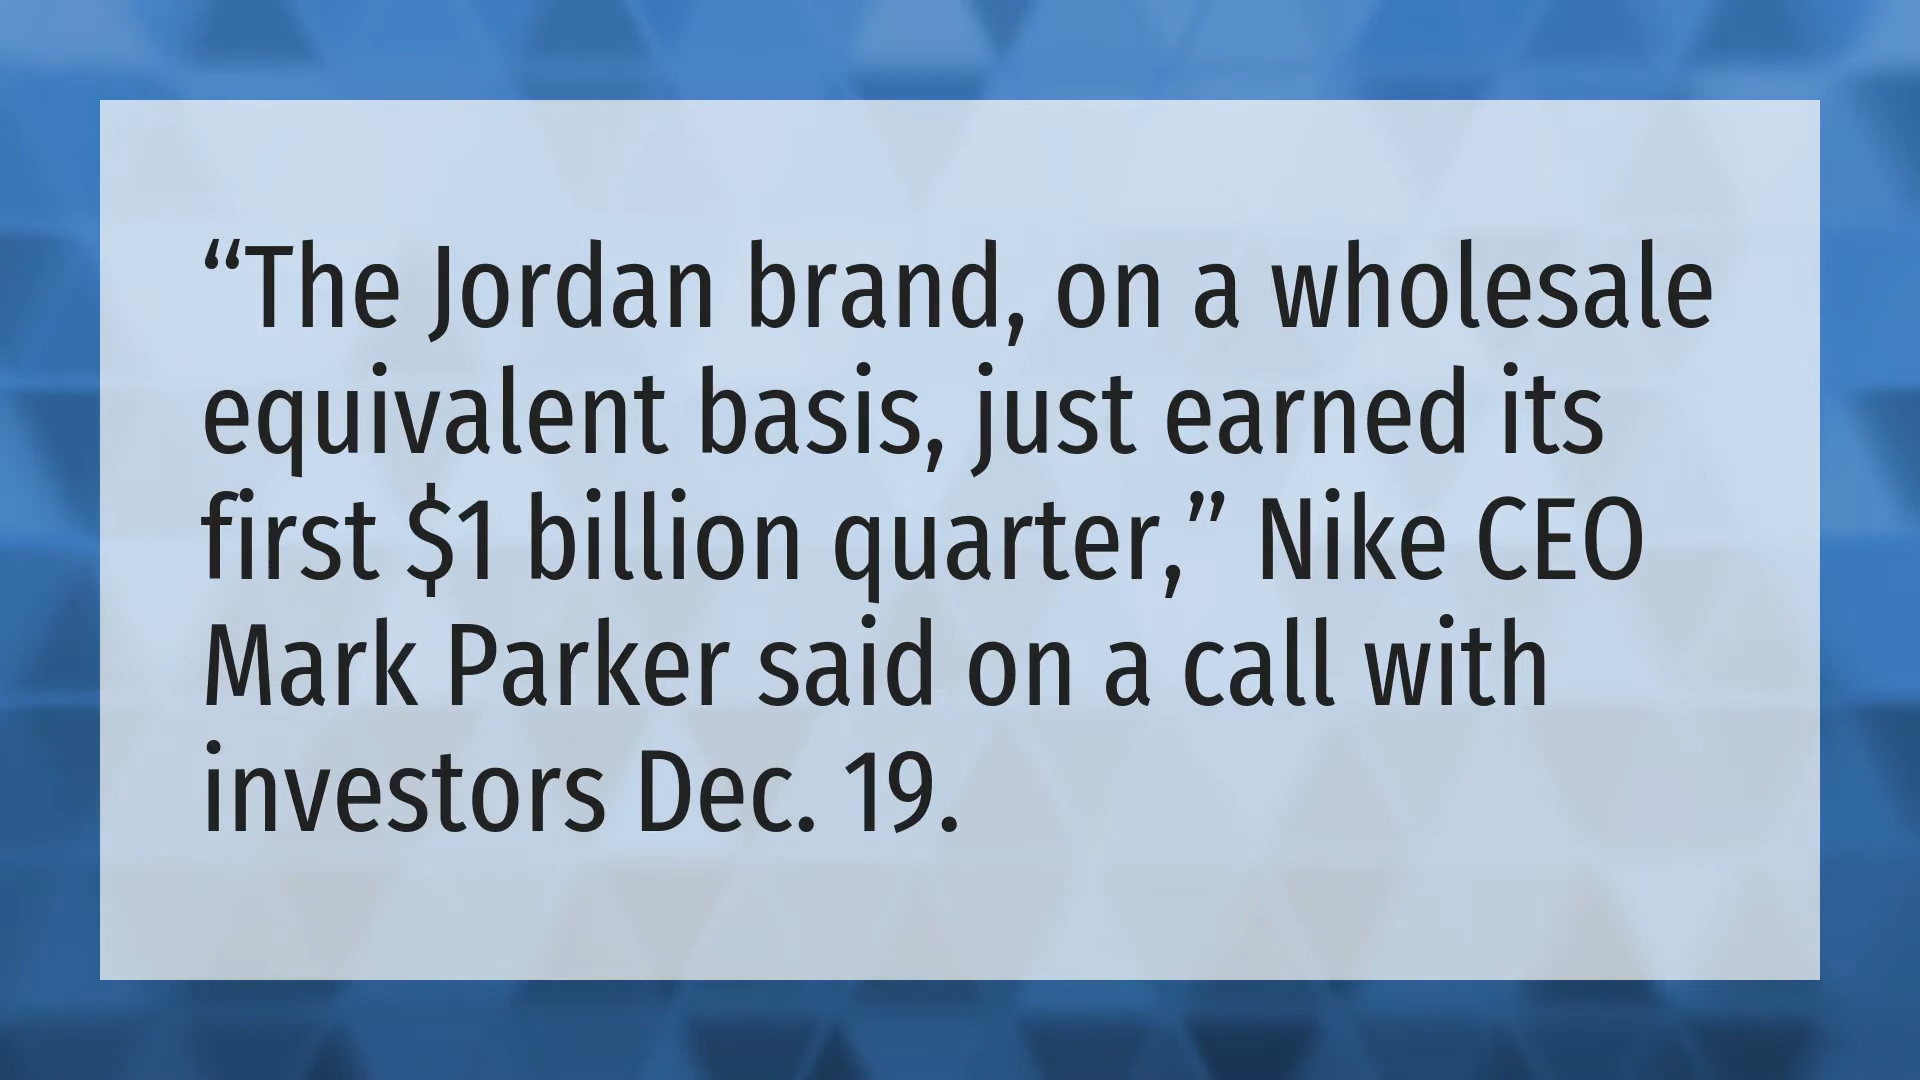 “The Jordan brand, on a wholesale
equivalent basis, just earned its
first $1 billion quarter,” Nike CEO
Mark Parker said on a call with
investors Dec. 19.